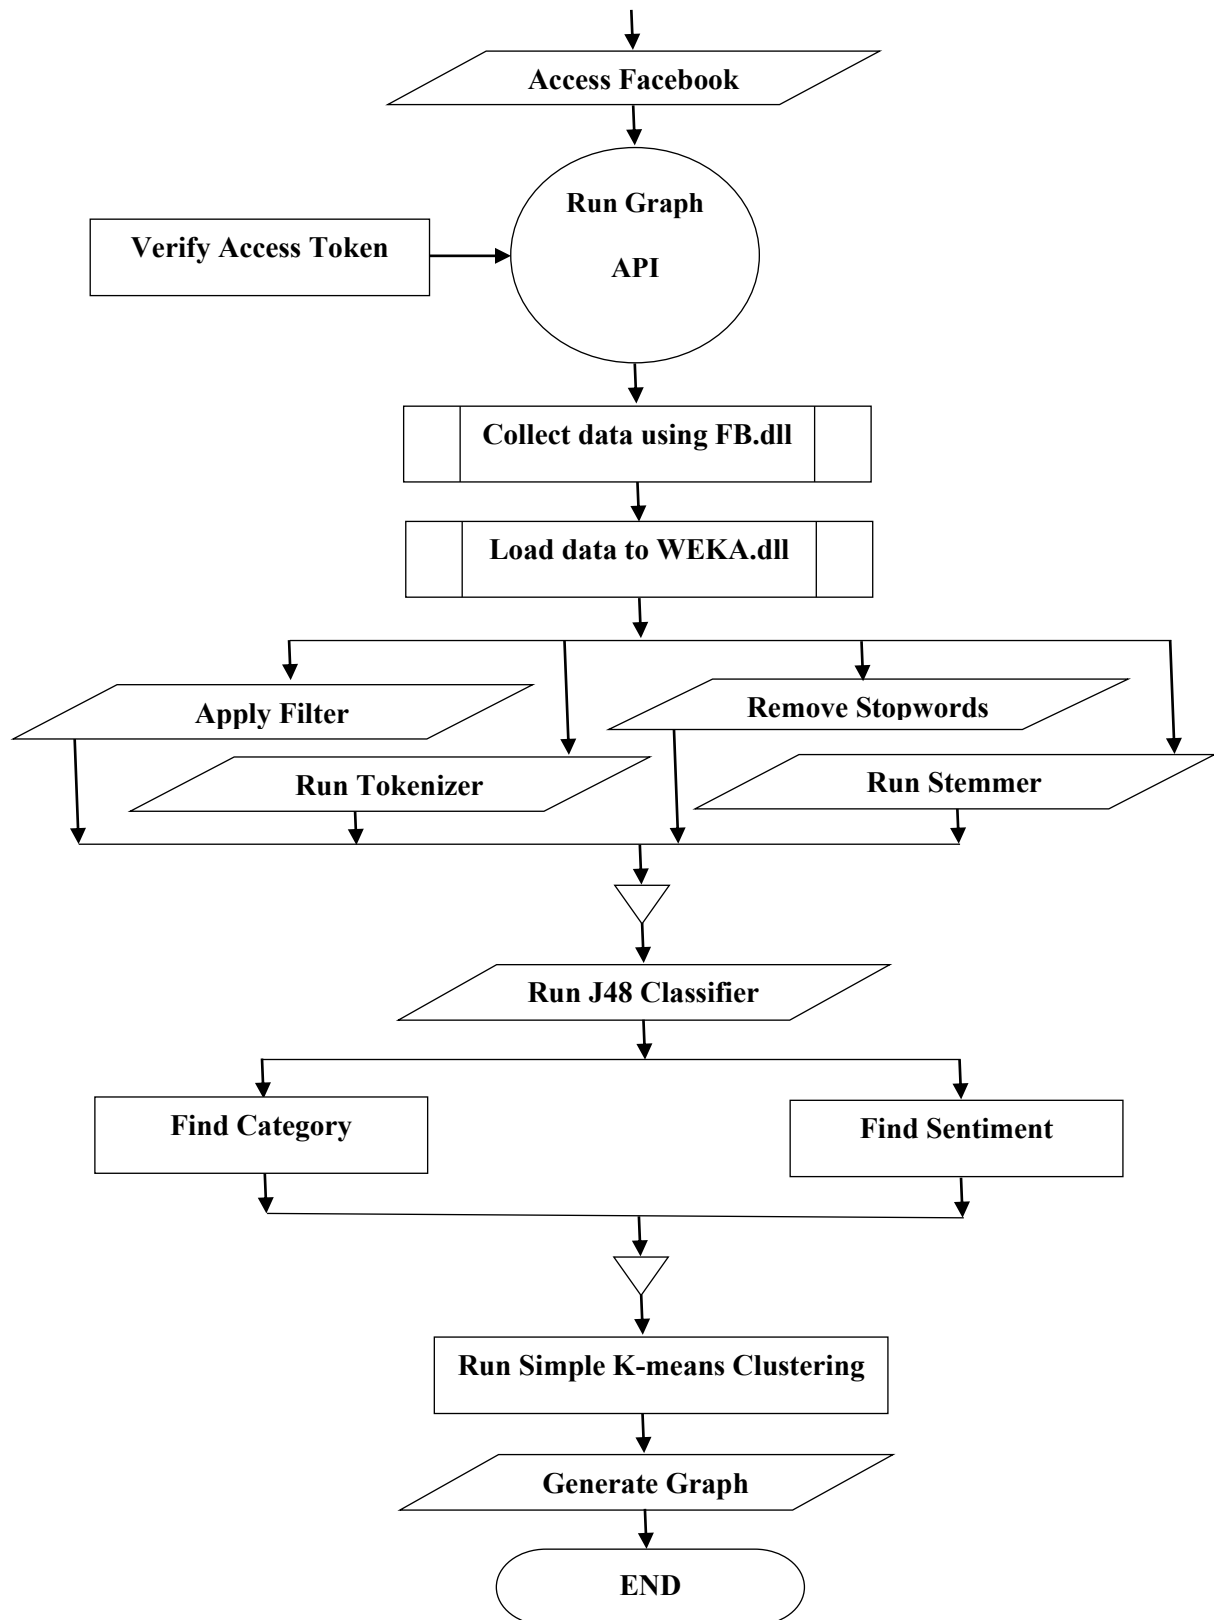 Access Facebook
Run Graph
API
Verify Access Token
Collect data using FB.dll
Load data to WEKA.dll
Apply Filter
Remove Stopwords
Run Tokenizer
Run Stemmer
Run J48 Classifier
Find Category
Find Sentiment
Run Simple K-means Clustering
Generate Graph
END